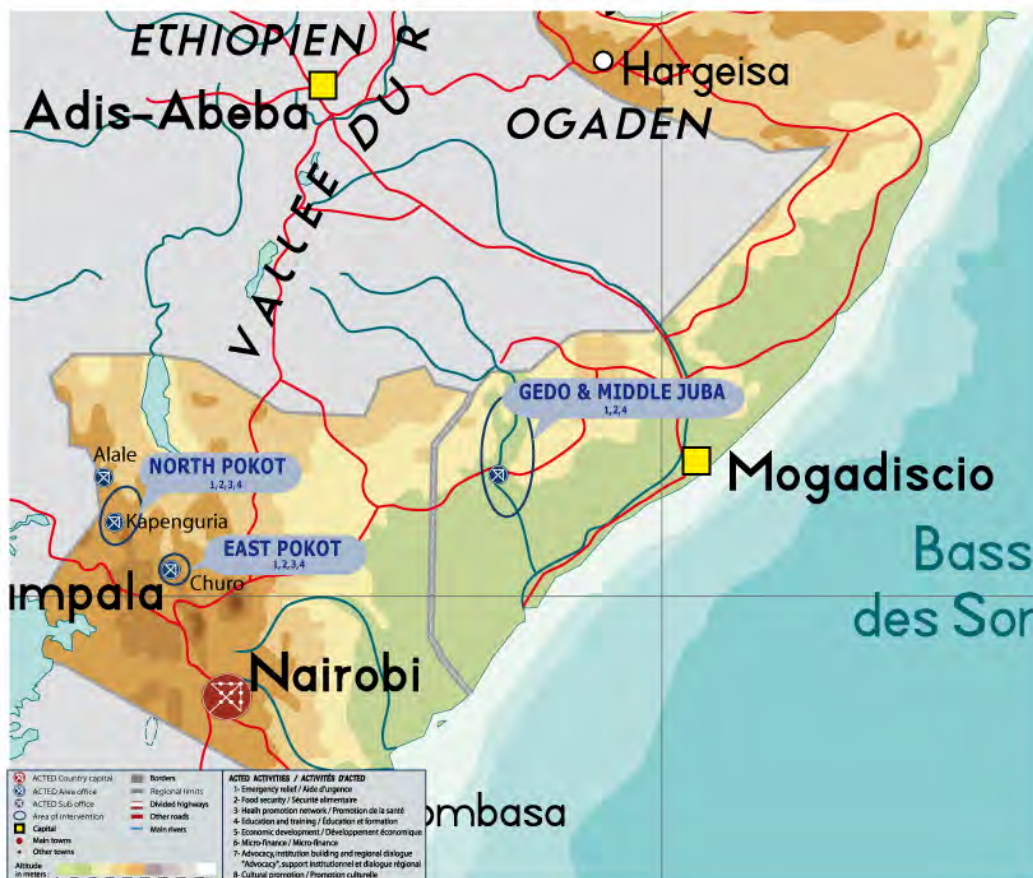 ETHIOPIEN
Adis-Abeba
VALLEE DU R
Hargeisa
OGADEN
GEDO & MIDDLE JUBA
1,2,4
Alale
NORTH POKOT
1,2,3,4
Kapenguria
EAST POKOT
1,2,3,4
Churo
Mogadiscio
Bass
des Sor
ampala
Nairobi
ombasa
ACTED Country capital
ACTED Area office
ACTED Sub office
Area of intervention
Capital
Main towns
Other towns
Altitude
in meters :
Borders
Regional limits
Divided highways
Other roads
Main rivers
ACTED ACTIVITIES / ACTIVITÉS D'ACTED
1- Emergency relief / Aide d'urgence
2- Food security / Sécurité alimentaire
3- Healh promotion network / Promotion de la santé
4- Education and training / Éducation et formation
5- Economic development / Développement économique
6- Micro-finance / Micro-finance
7- Advocacy, institution building and regional dialogue
"Advocacy", support institutionnel et dialogue régional
8- Cultural promotion / Promotion culturelle